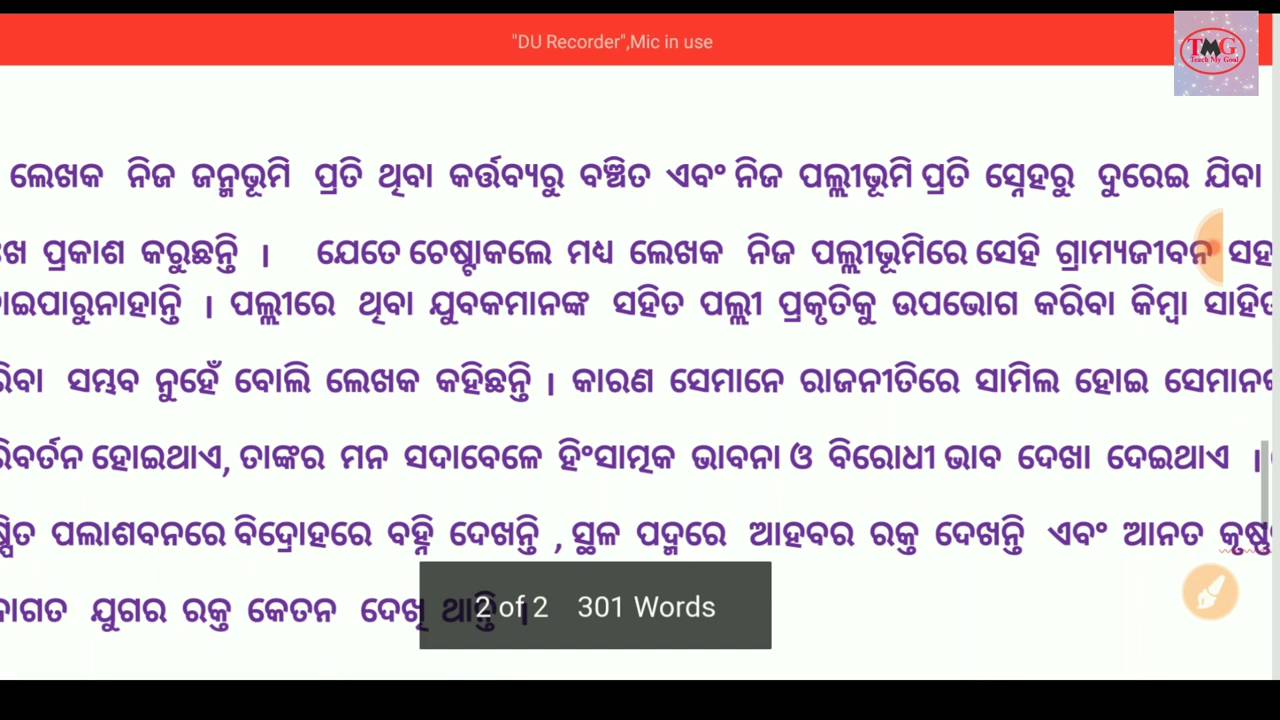 "DU Recorder",Mic in use
TMG
Teach My Goal
ଲେଖକ ନିଜ ଜନ୍ମଭୂମି ପ୍ରତି ଥିବା କର୍ତ୍ତବ୍ୟରୁ ବଞ୍ଚିତ ଏବଂ ନିଜ ପଲ୍ଲୀଭୂମି ପ୍ରତି ସ୍ନେହରୁ ଦୁରେଇ ଯିବା
ପ୍ରକାଶ କରୁଛନ୍ତି । ଯେତେ ଚେଷ୍ଟାକଲେ ମଧ୍ୟ ଲେଖକ ନିଜ ପଲ୍ଲୀଭୂମିରେ ସେହି ଗ୍ରାମ୍ୟଜୀବନ
ପଲ୍ଲୀରେ ଥିବା ଯୁବକମାନଙ୍କ ସହିତ ପଲ୍ଲୀ ପ୍ରକୃତିକୁ ଉପଭୋଗ କରିବା କିମ୍ବା
ସମ୍ଭବ ନୁହେଁ ବୋଲି ଲେଖକ କହିଛନ୍ତି । କାରଣ ସେମାନେ ରାଜନୀତିରେ ସାମିଲ ହୋଇ
ହୋଇଥାଏ, ତାଙ୍କର ମନ ସଦାବେଳେ ହିଂସାତ୍ମକ ଭାବନା ଓ ବିରୋଧୀ ଭାବ ଦେଖା ଦେଇଥାଏ ।
ପଲାଶବନରେ ବିଦ୍ରୋହରେ ବହ୍ନି ଦେଖନ୍ତି , ସ୍ଥଳ ପଦ୍ମରେ ଆହବର ରକ୍ତ ଦେଖନ୍ତି ଏବଂ ଆନତ
ଯୁଗର ରକ୍ତ କେତନ ଦେଖି ଥାନ୍ତି ।
2 of 2 301 Words